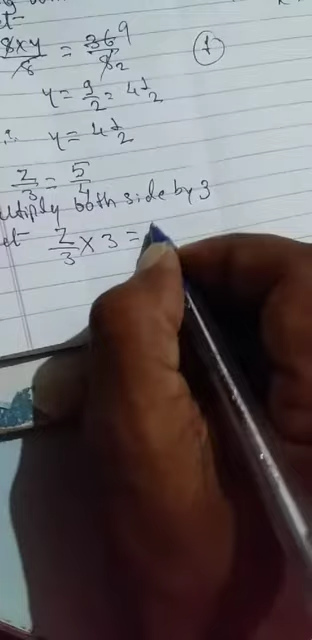 8xy/8 = 36 9/8 2
y = 9/2 = 4 1/2
∴ y = 4 1/2
z/3 = 5/4
ultiply both side by 3
et z/3 × 3 =